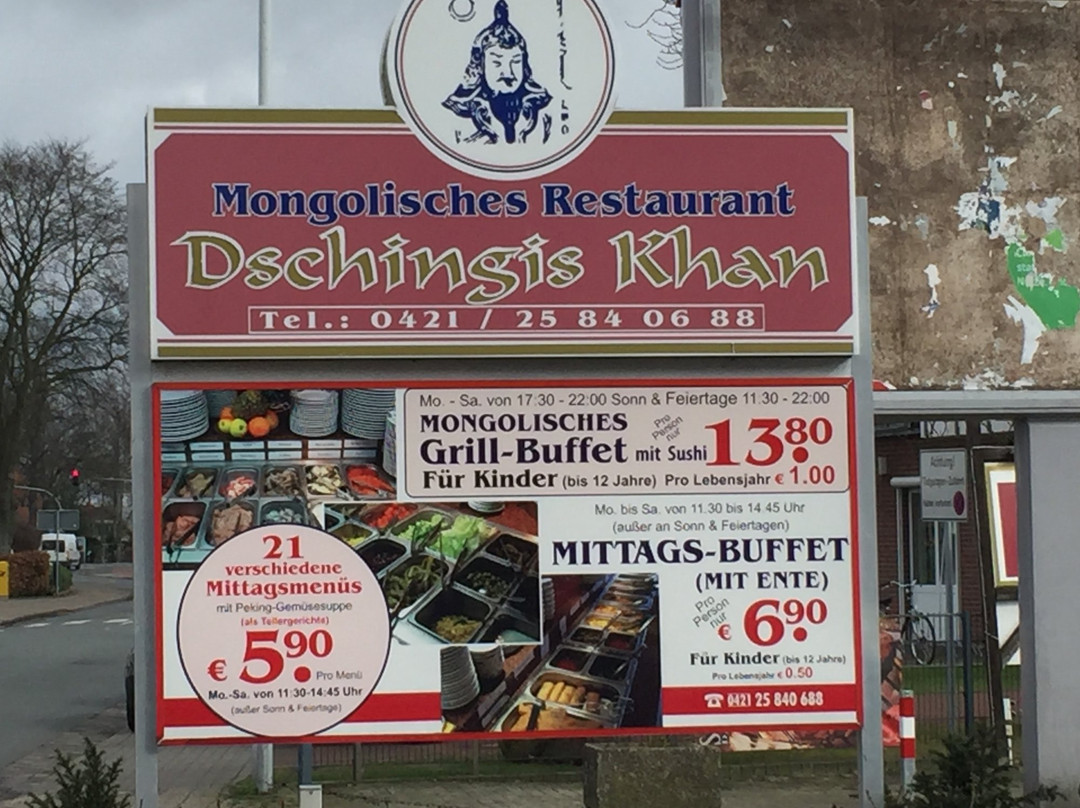 Mongolisches Restaurant
Dschingis Khan
Tel.: 0421 / 25 84 06 88
Mo. - Sa. von 17:30 - 22:00 Sonn & Feiertage 11.30 - 22:00
MONGOLISCHES
Grill-Buffet mit Sushi
Pro
Person
nur
13.80
Für Kinder (bis 12 Jahre) Pro Lebensjahr € 1.00
Mo. bis Sa. von 11.30 bis 14.45 Uhr
(außer an Sonn & Feiertagen)
MITTAGS-BUFFET
(MIT ENTE)
Pro
Person
nur
€ 6.90
Für Kinder (bis 12 Jahre)
Pro Lebensjahr € 0.50
☎ 0421 25 840 688
21
verschiedene
Mittagsmenüs
mit Peking-Gemüsesuppe
(als Tellergerichte)
€ 5.90 Pro Menü
Mo.-Sa. von 11:30-14:45 Uhr
(außer Sonn & Feiertage)
Achtung!